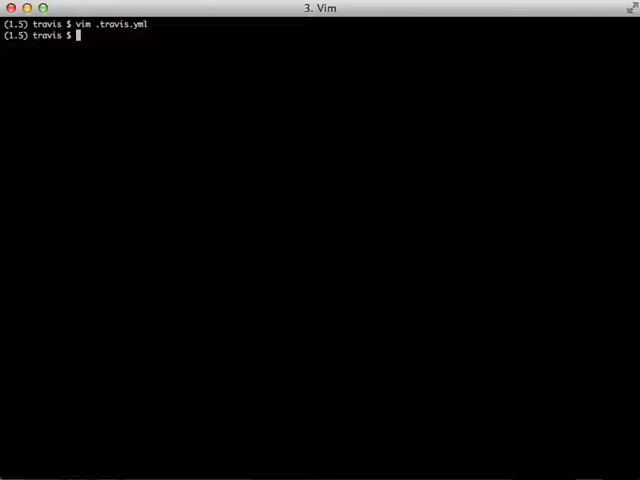 3. Vim
(1.5) travis $ vim .travis.yml
(1.5) travis $